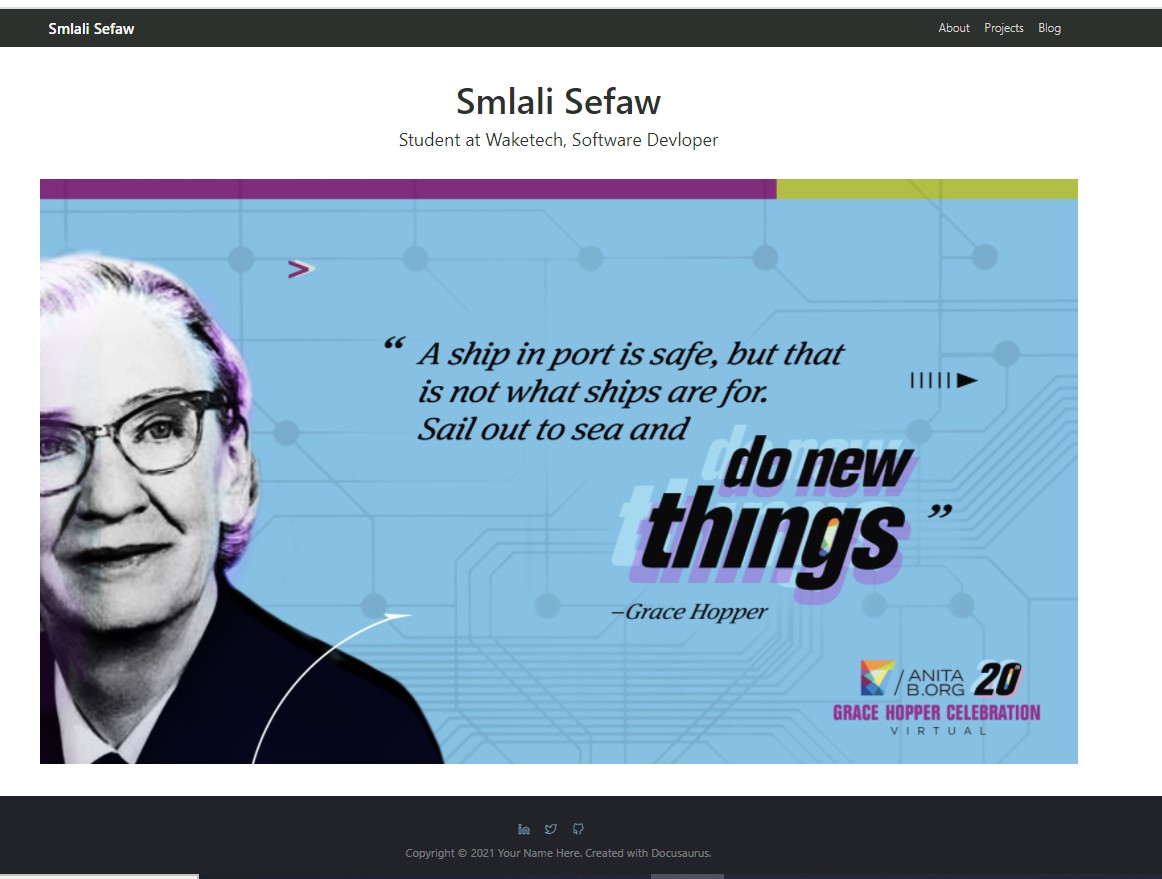 Smlali Sefaw
About Projects Blog
Smlali Sefaw
Student at Waketech, Software Devloper
>
“ A ship in port is safe, but that
is not what ships are for.
Sail out to sea and
do new
things ”
–Grace Hopper
/ ANITA
B.ORG
20
GRACE HOPPER CELEBRATION
VIRTUAL
in
Copyright © 2021 Your Name Here. Created with Docusaurus.